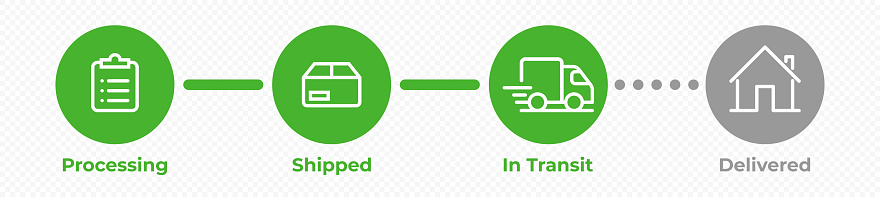 Processing
Shipped
In Transit
Delivered